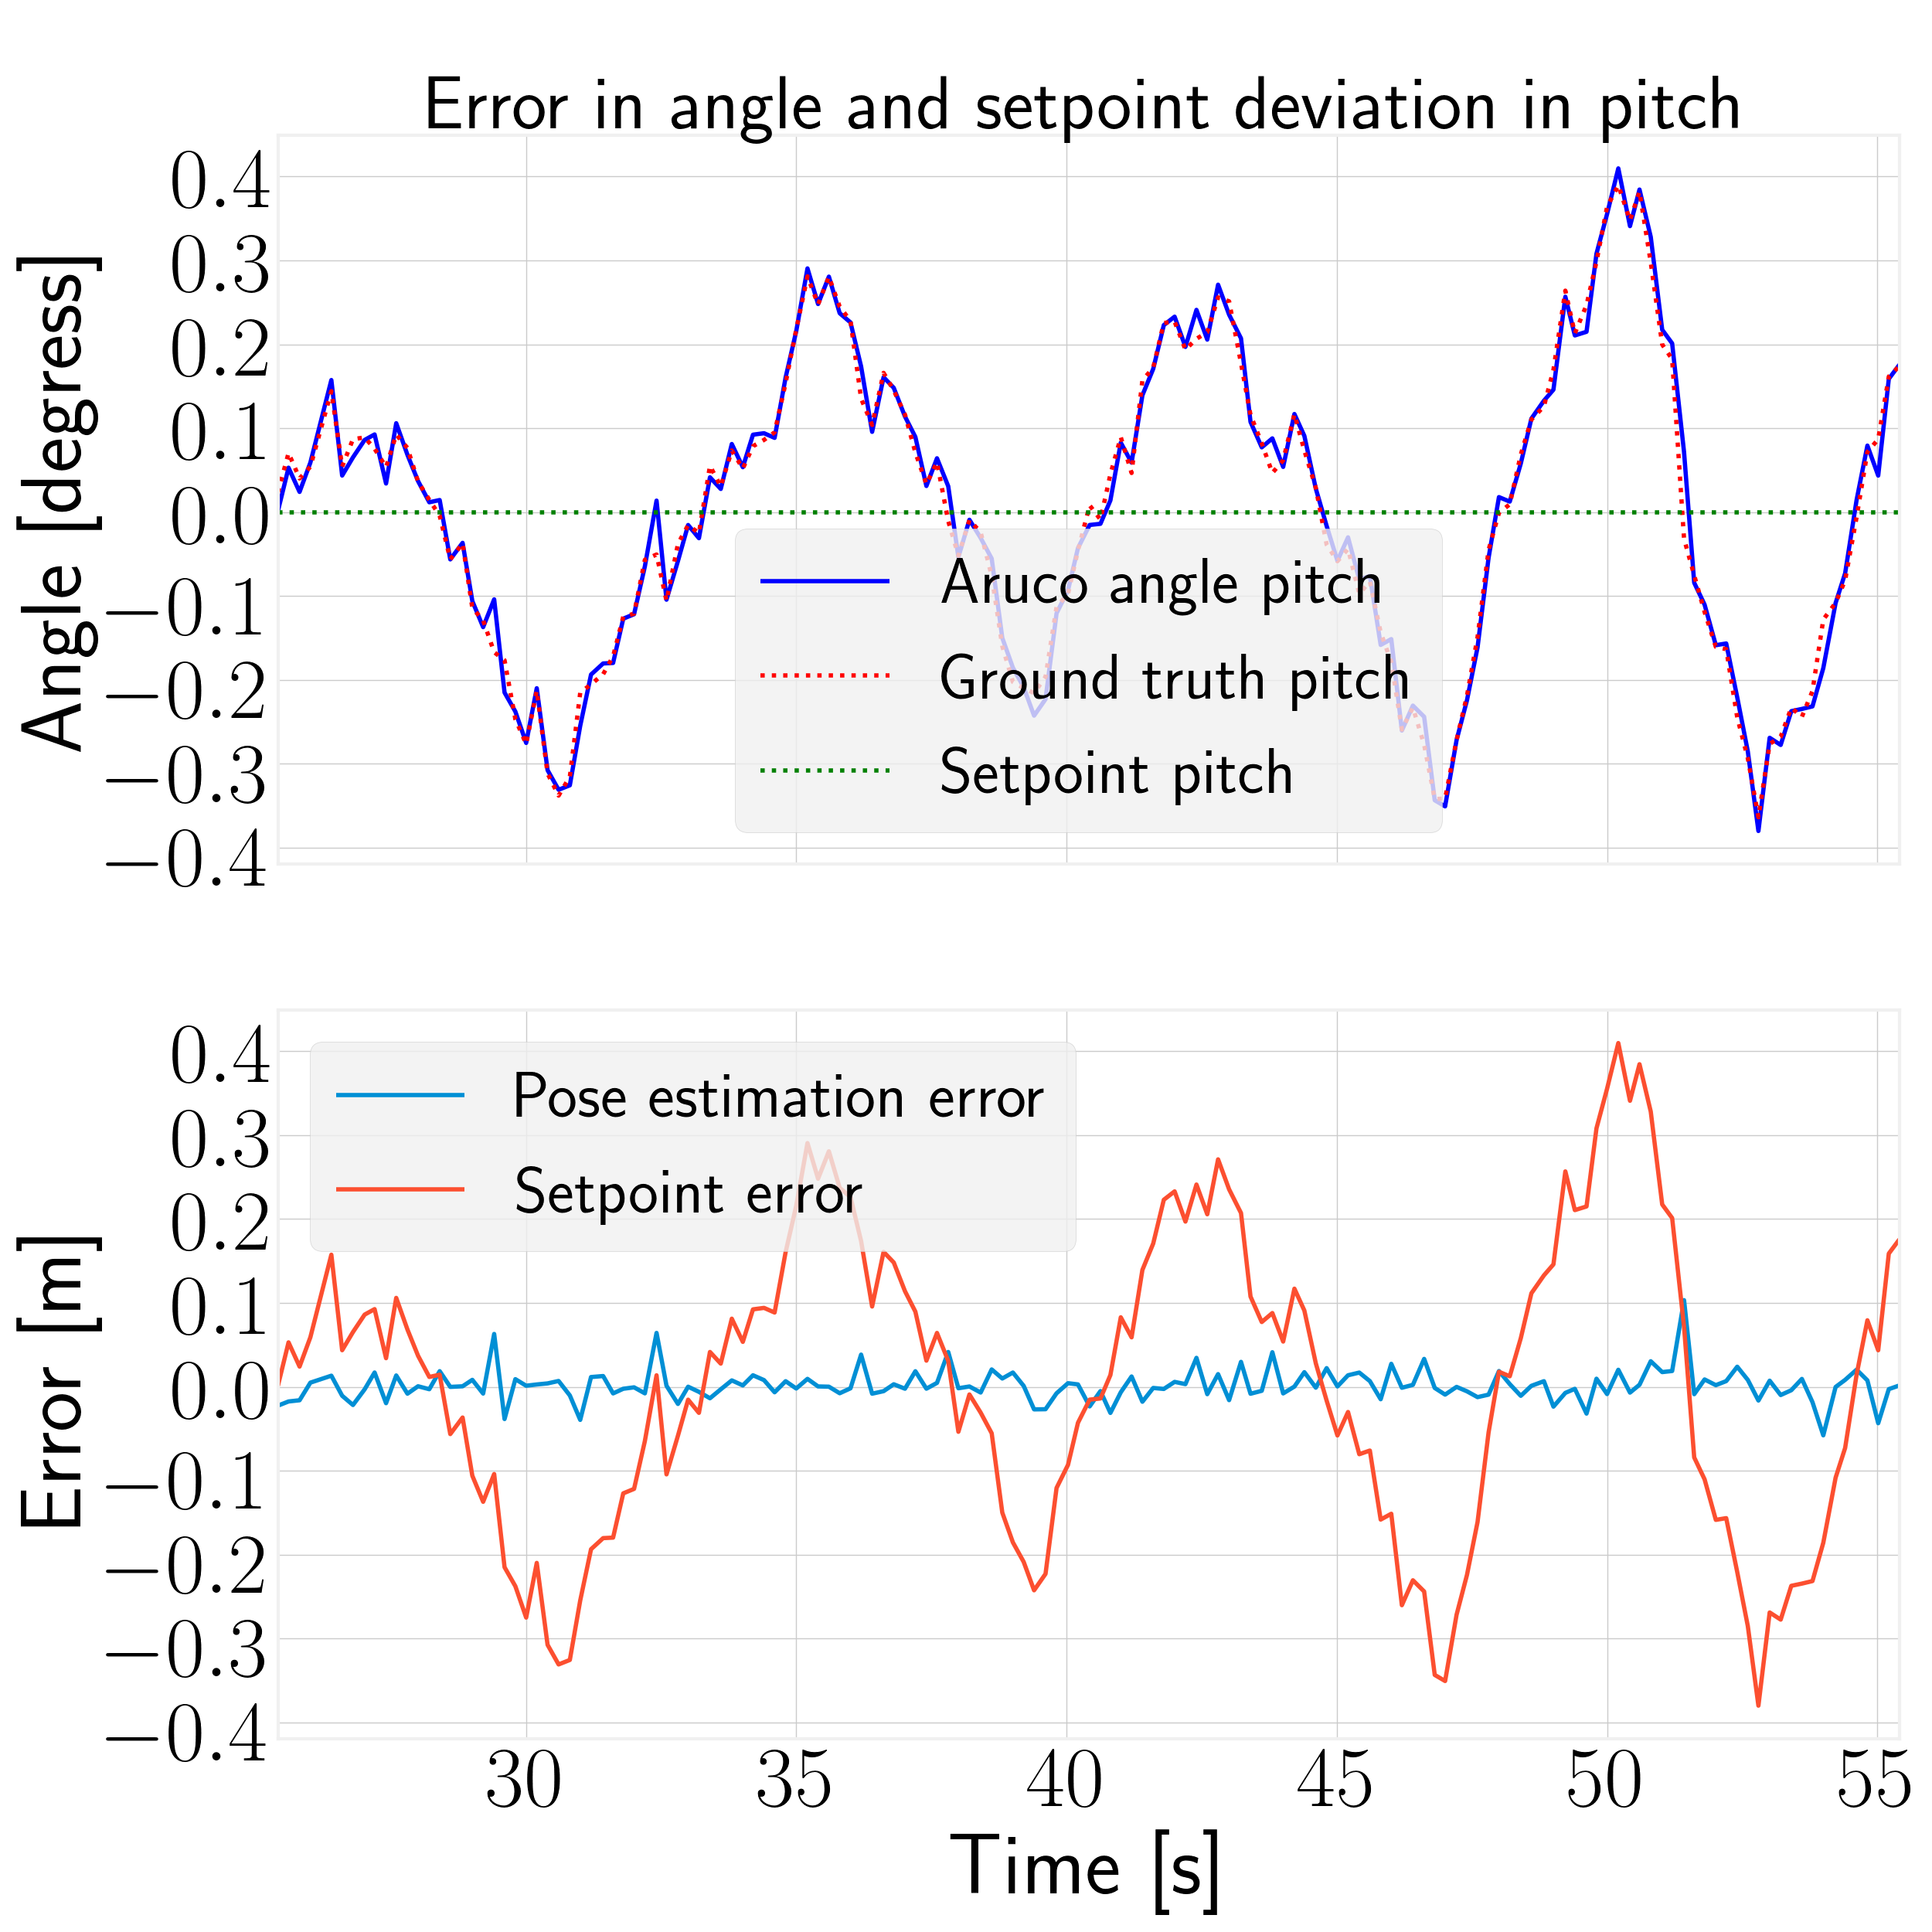 Error in angle and setpoint deviation in pitch
Angle [degress]
0.4
0.3
0.2
0.1
0.0
−0.1
−0.2
−0.3
−0.4
Aruco angle pitch
Ground truth pitch
Setpoint pitch
Error [m]
0.4
0.3
0.2
0.1
0.0
−0.1
−0.2
−0.3
−0.4
Pose estimation error
Setpoint error
30 35 40 45 50 55
Time [s]